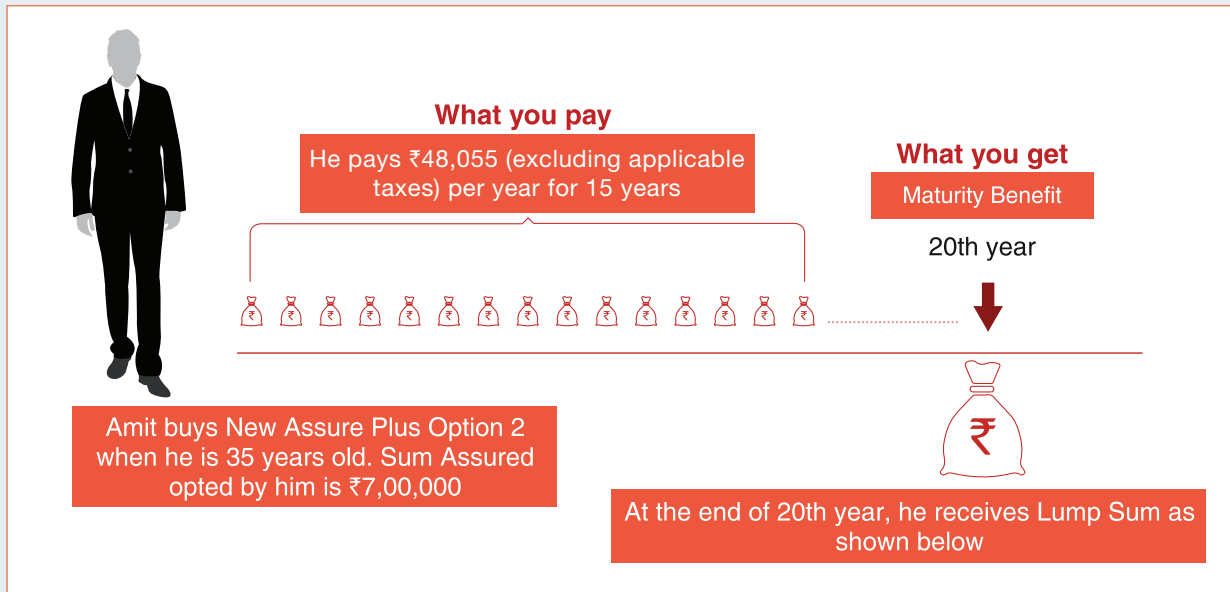 What you pay
He pays ₹48,055 (excluding applicable
taxes) per year for 15 years
What you get
Maturity Benefit
20th year
₹ ₹ ₹ ₹ ₹ ₹ ₹ ₹ ₹ ₹ ₹ ₹ ₹ ₹ ₹
₹
Amit buys New Assure Plus Option 2
when he is 35 years old. Sum Assured
opted by him is ₹7,00,000
At the end of 20th year, he receives Lump Sum as
shown below